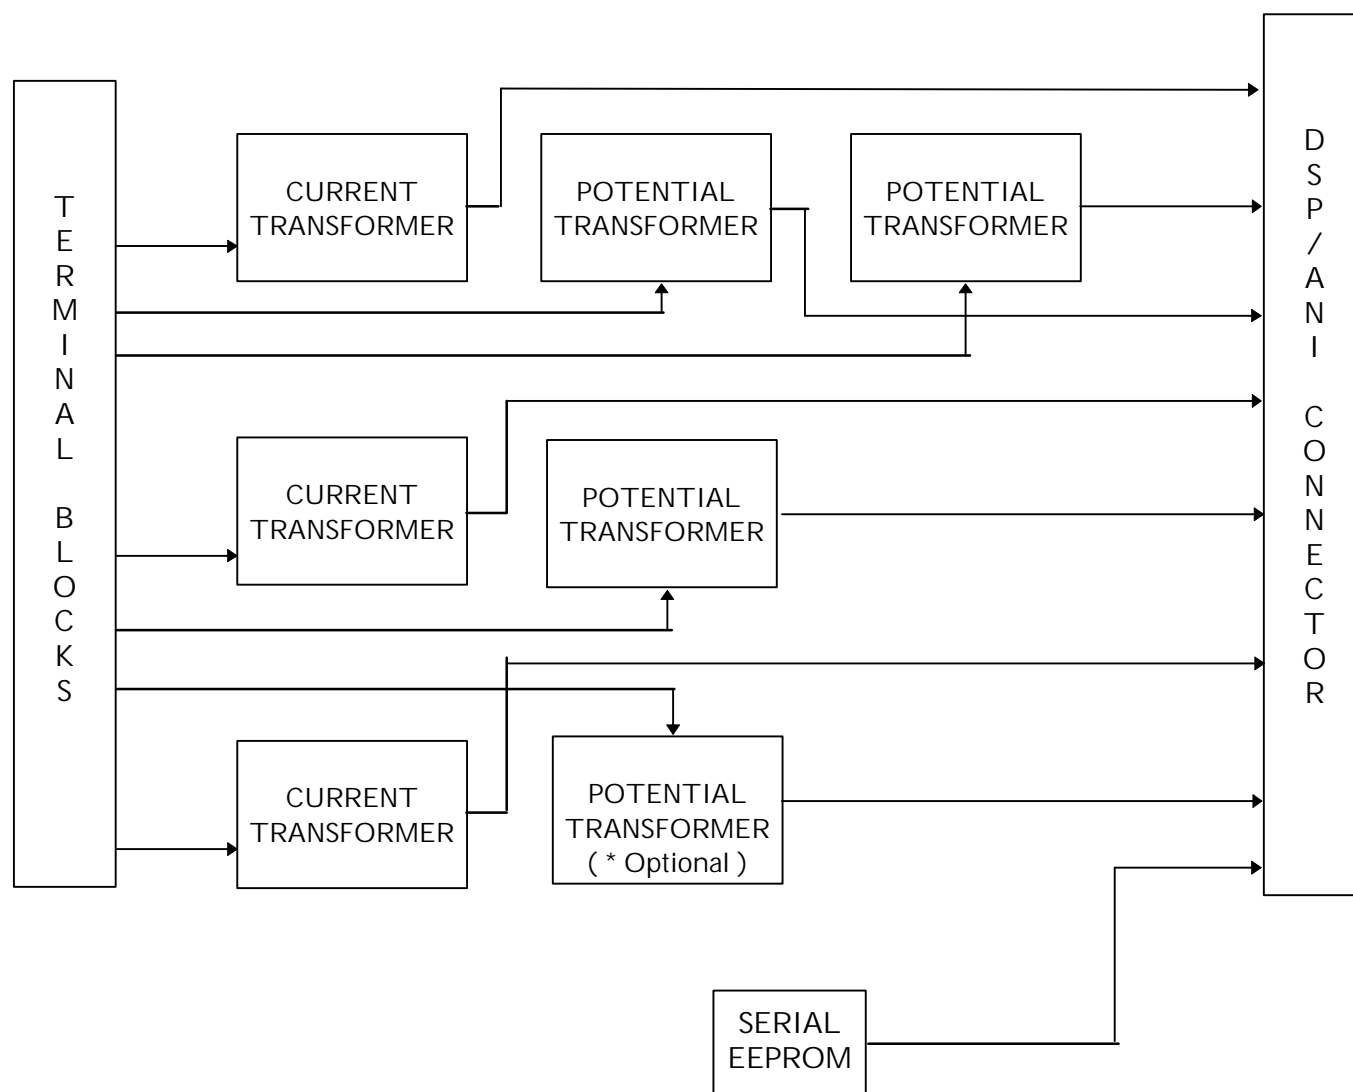 TERMINAL BLOCKS
CURRENT
TRANSFORMER
POTENTIAL
TRANSFORMER
POTENTIAL
TRANSFORMER
CURRENT
TRANSFORMER
POTENTIAL
TRANSFORMER
CURRENT
TRANSFORMER
POTENTIAL
TRANSFORMER
( * Optional )
SERIAL
EEPROM
DSP/ANI CONNECTOR